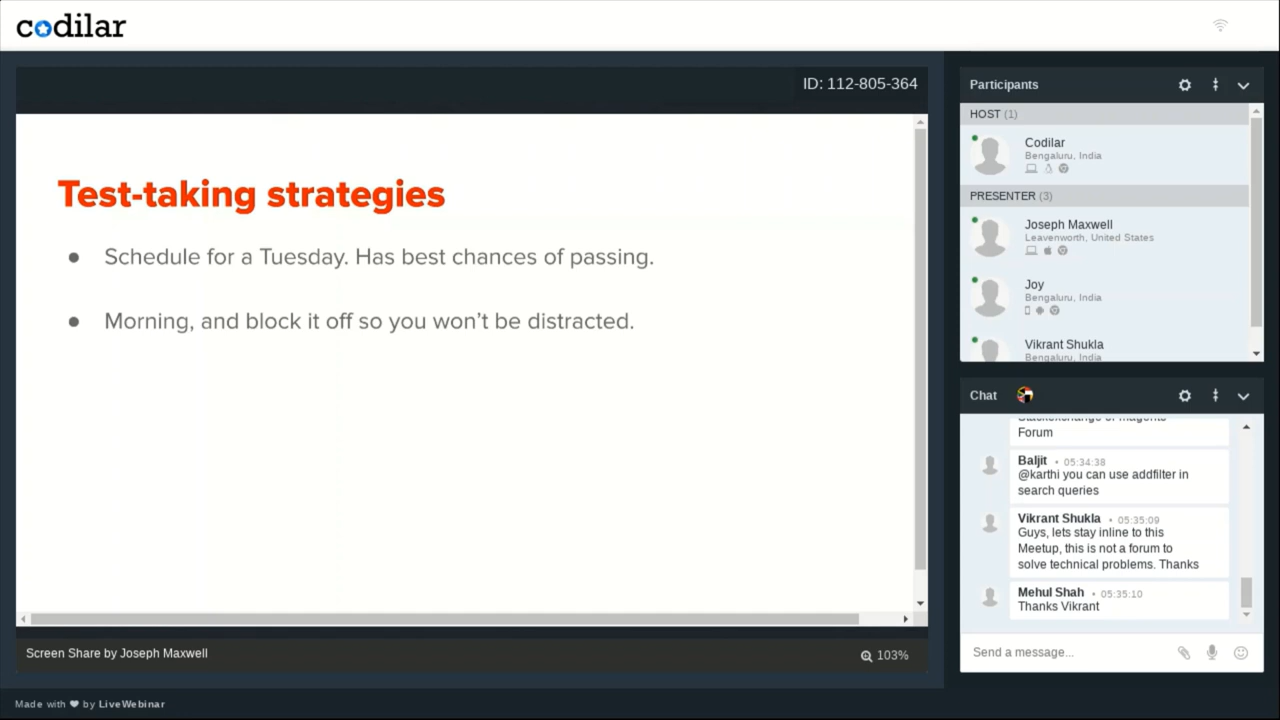 codilar
ID: 112-805-364
Test-taking strategies
● Schedule for a Tuesday. Has best chances of passing.
● Morning, and block it off so you won't be distracted.
Screen Share by Joseph Maxwell
103%
Participants
HOST (1)
Codilar
Bengaluru, India
PRESENTER (3)
Joseph Maxwell
Leavenworth, United States
Joy
Bengaluru, India
Vikrant Shukla
Bengaluru, India
Chat
Forum
Baljit • 05:34:38
@karthi you can use addfilter in
search queries
Vikrant Shukla • 05:35:09
Guys, lets stay inline to this
Meetup, this is not a forum to
solve technical problems. Thanks
Mehul Shah • 05:35:10
Thanks Vikrant
Send a message...
Made with ❤ by LiveWebinar